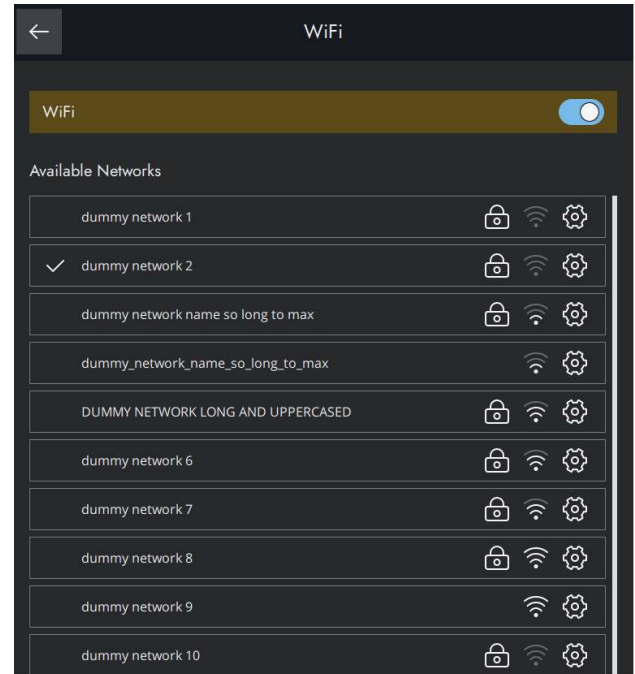 WiFi
WiFi
Available Networks
dummy network 1
dummy network 2
dummy network name so long to max
dummy_network_name_so_long_to_max
DUMMY NETWORK LONG AND UPPERCASED
dummy network 6
dummy network 7
dummy network 8
dummy network 9
dummy network 10